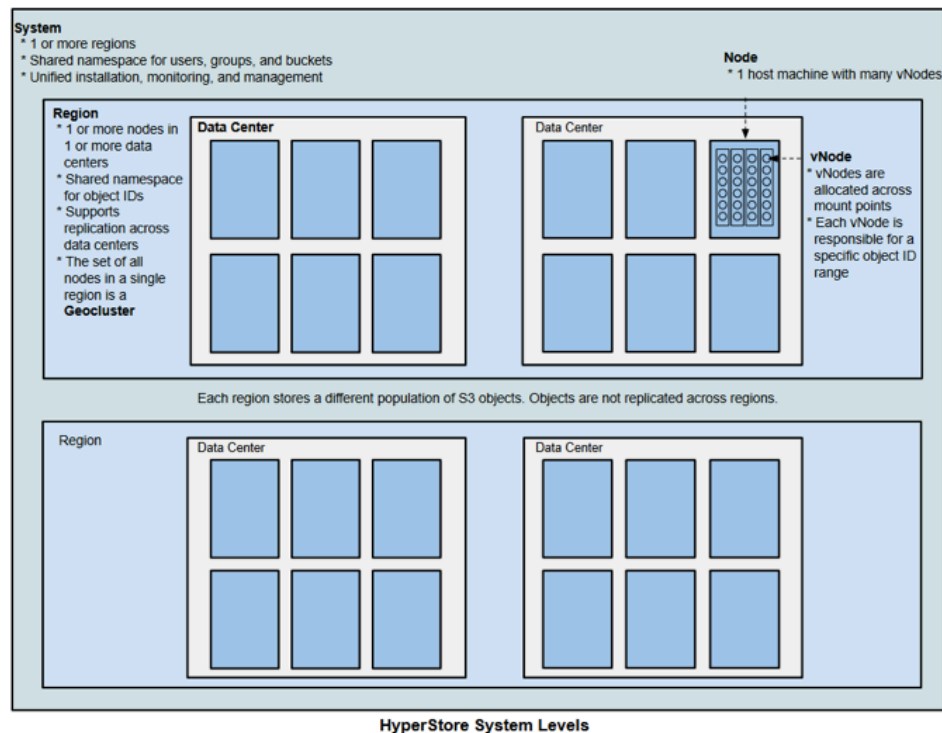 System
* 1 or more regions
* Shared namespace for users, groups, and buckets
* Unified installation, monitoring, and management
Node
* 1 host machine with many vNodes
Region
* 1 or more nodes in
1 or more data
centers
* Shared namespace
for object IDs
* Supports
replication across
data centers
* The set of all
nodes in a single
region is a
Geocluster
Data Center
Data Center
vNode
* vNodes are
allocated across
mount points
* Each vNode is
responsible for a
specific object ID
range
Each region stores a different population of S3 objects. Objects are not replicated across regions.
Region
Data Center
Data Center
HyperStore System Levels